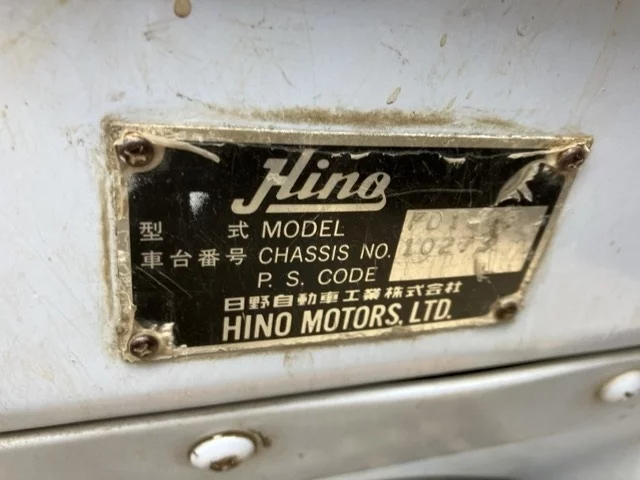 Hino
型 式 MODEL
車台番号 CHASSIS NO.
P. S. CODE
日野自動車工業株式会社
HINO MOTORS, LTD.